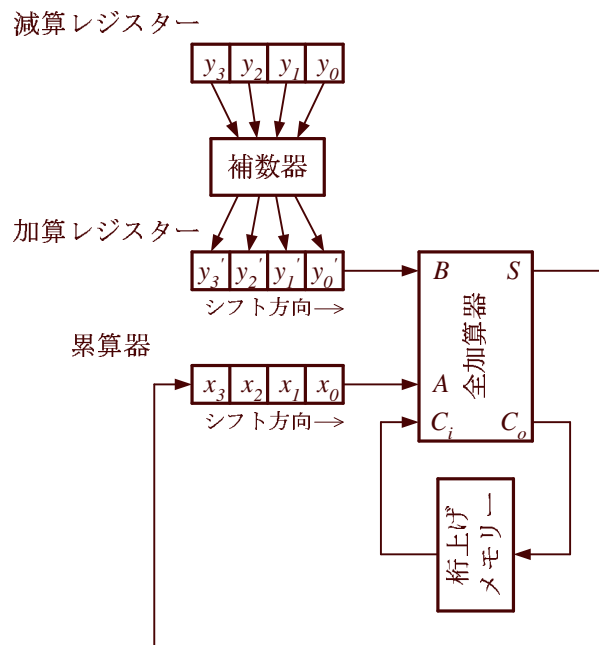 減算レジスター
y3 y2 y1 y0
補数器
加算レジスター
y3' y2' y1' y0'
シフト方向→
B S
全加算器
累算器
x3 x2 x1 x0
A
シフト方向→
Ci Co
桁上げ
メモリー